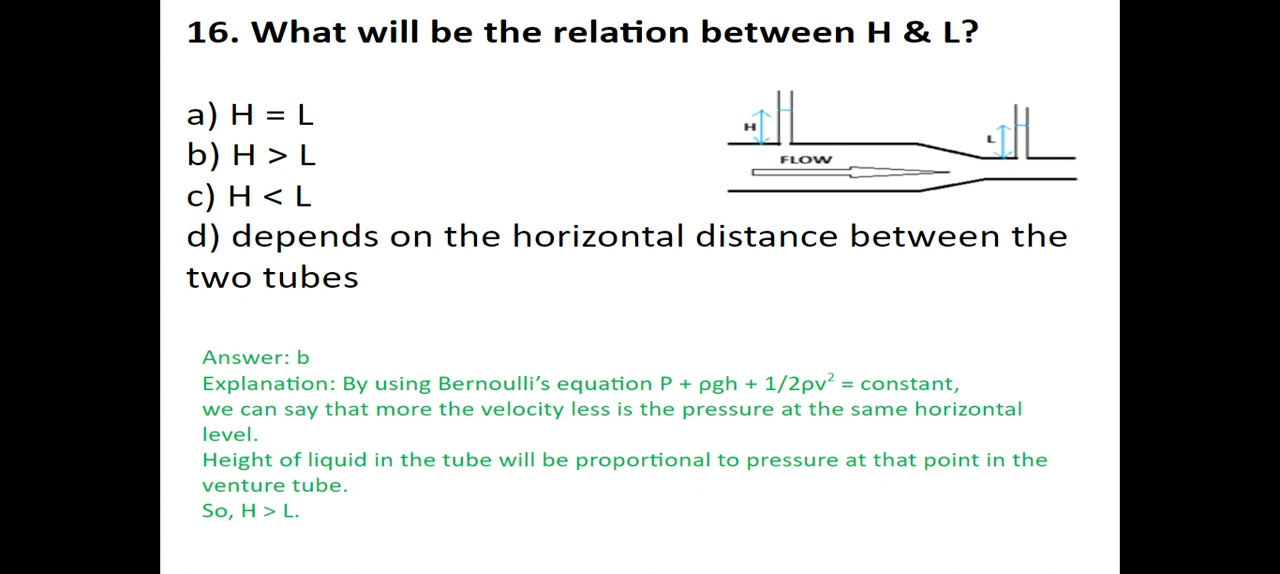 16. What will be the relation between H & L?
a) H = L
b) H > L
c) H < L
d) depends on the horizontal distance between the
two tubes
H
L
FLOW
Answer: b
Explanation: By using Bernoulli's equation P + ρgh + 1/2ρv² = constant,
we can say that more the velocity less is the pressure at the same horizontal
level.
Height of liquid in the tube will be proportional to pressure at that point in the
venture tube.
So, H > L.